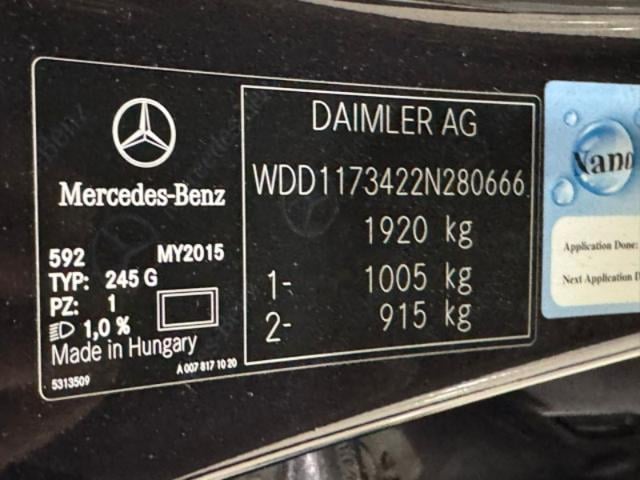 Mercedes-Benz
592 MY2015
TYP: 245 G
PZ: 1
1,0 %
Made in Hungary
5313509 A 007 817 10 20
DAIMLER AG
WDD1173422N280666
1920 kg
1- 1005 kg
2- 915 kg
Nano
Application Done:
Next Application